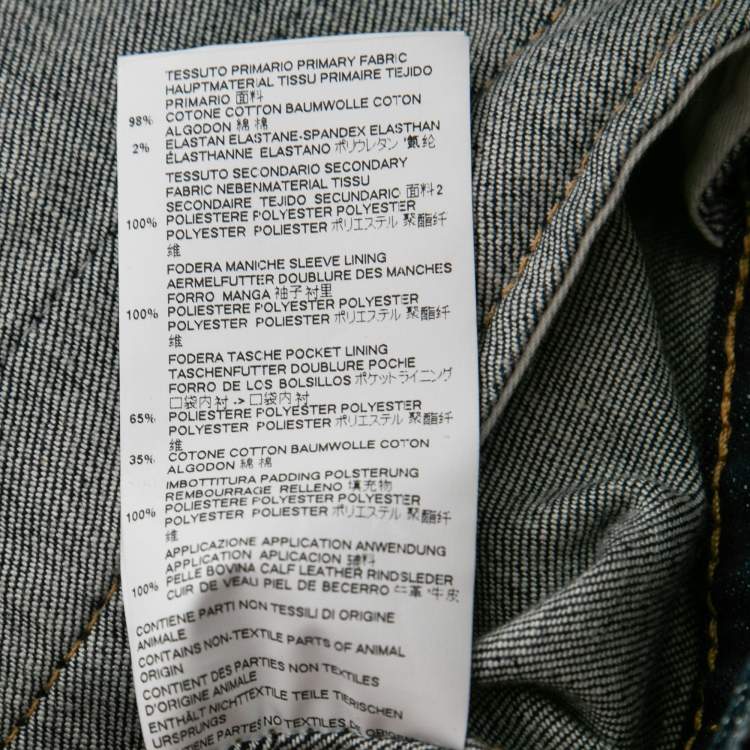 TESSUTO PRIMARIO PRIMARY FABRIC
HAUPTMATERIAL TISSU PRIMAIRE TEJIDO
PRIMARIO 面料
98% COTONE COTTON BAUMWOLLE COTON
ALGODON 綿 棉
2% ELASTAN ELASTANE-SPANDEX ELASTHAN
ELASTHANNE ELASTANO ポリウレタン 氨纶
TESSUTO SECONDARIO SECONDARY
FABRIC NEBENMATERIAL TISSU
SECONDAIRE TEJIDO SECUNDARIO 面料2
100% POLIESTERE POLYESTER POLYESTER
POLYESTER POLIESTER ポリエステル 聚酯纤
维
FODERA MANICHE SLEEVE LINING
AERMELFUTTER DOUBLURE DES MANCHES
FORRO MANGA 袖子衬里
100% POLIESTERE POLYESTER POLYESTER
POLYESTER POLIESTER ポリエステル 聚酯纤
维
FODERA TASCHE POCKET LINING
TASCHENFUTTER DOUBLURE POCHE
FORRO DE LOS BOLSILLOS ポケットライニング
口袋内衬 -> 口袋内衬
65% POLIESTERE POLYESTER POLYESTER
POLYESTER POLIESTER ポリエステル 聚酯纤
维
35% COTONE COTTON BAUMWOLLE COTON
ALGODON 綿 棉
IMBOTTITURA PADDING POLSTERUNG
REMBOURRAGE RELLENO 填充物
100% POLIESTERE POLYESTER POLYESTER
POLYESTER POLIESTER ポリエステル 聚酯纤
维
APPLICAZIONE APPLICATION ANWENDUNG
APPLICATION APLICACION 辅料
100% PELLE BOVINA CALF LEATHER RINDSLEDER
CUIR DE VEAU PIEL DE BECERRO 牛革 牛皮
CONTIENE PARTI NON TESSILI DI ORIGINE
ANIMALE
CONTAINS NON-TEXTILE PARTS OF ANIMAL
ORIGIN
CONTIENT DES PARTIES NON TEXTILES
D'ORIGINE ANIMALE
ENTHÄLT NICHTTEXTILE TEILE TIERISCHEN
URSPRUNGS
CONTIENE PARTES NO TEXTILES DE ORIGEN